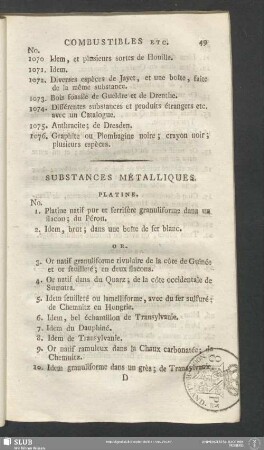 COMBUSTIBLES ETC. 49
No.
1070 Idem, et plusieurs sortes de Houille.
1071. Idem.
1072. Diverses espèces de Jayet, et une boîte, faite
de la même substance.
1073. Bois fossile de Gueldre et de Drenthe.
1074. Différentes substances et produits étrangers etc.
avec un Catalogue.
1075. Anthracite; de Dresden.
1076. Graphite ou Plombagine noire; crayon noir;
plusieurs espèces.
SUBSTANCES MÉTALLIQUES.
PLATINE.
No.
1. Platine natif pur et ferrifère granuliforme dans un
flacon; du Pérou.
2. Idem, brut; dans une boîte de fer blanc.
OR.
3. Or natif granuliforme rivulaire de la côte de Guinée
et or feuilleté; en deux flacons.
4. Or natif dans du Quarz; de la côte occidentale de
Sumatra.
5. Idem feuilleté ou lamelliforme, avec du fer sulfuré;
de Chemnitz en Hongrie.
6. Idem, bel échantillon de Transylvanie.
7. Idem du Dauphiné.
8. Idem de Transylvanie.
9. Or natif ramuleux dans la Chaux carbonatée; de
Chemnitz.
10. Idem granuliforme dans un grès; de Transylvanie.
D